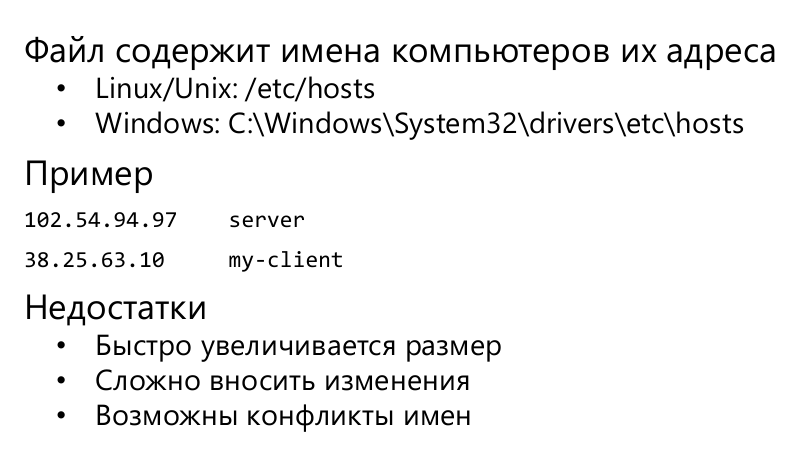 Файл содержит имена компьютеров их адреса
• Linux/Unix: /etc/hosts
• Windows: C:\Windows\System32\drivers\etc\hosts
Пример
102.54.94.97 server
38.25.63.10 my-client
Недостатки
• Быстро увеличивается размер
• Сложно вносить изменения
• Возможны конфликты имен